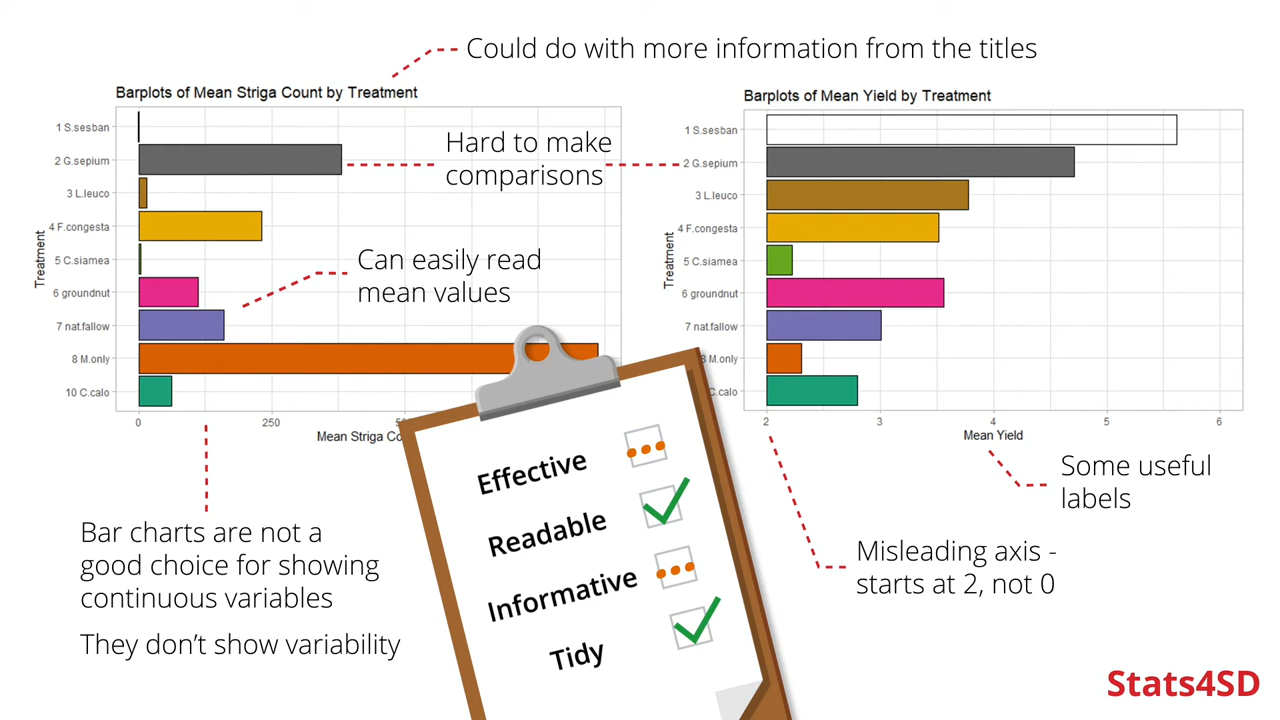 Could do with more information from the titles
Barplots of Mean Striga Count by Treatment
Treatment
1 S.sesban
2 G.sepium
3 L.leuco
4 F.congesta
5 C.siamea
6 groundnut
7 nat.fallow
8 M.only
10 C.calo
0
250
Mean Striga
Hard to make
comparisons
Can easily read
mean values
Barplots of Mean Yield by Treatment
Treatment
1 S.sesban
2 G.sepium
3 L.leuco
4 F.congesta
5 C.siamea
6 groundnut
7 nat.fallow
M.only
C.calo
2
3
4
5
6
Mean Yield
Some useful
labels
Misleading axis -
starts at 2, not 0
Bar charts are not a
good choice for showing
continuous variables
They don’t show variability
Effective
Readable
Informative
Tidy
Stats4SD